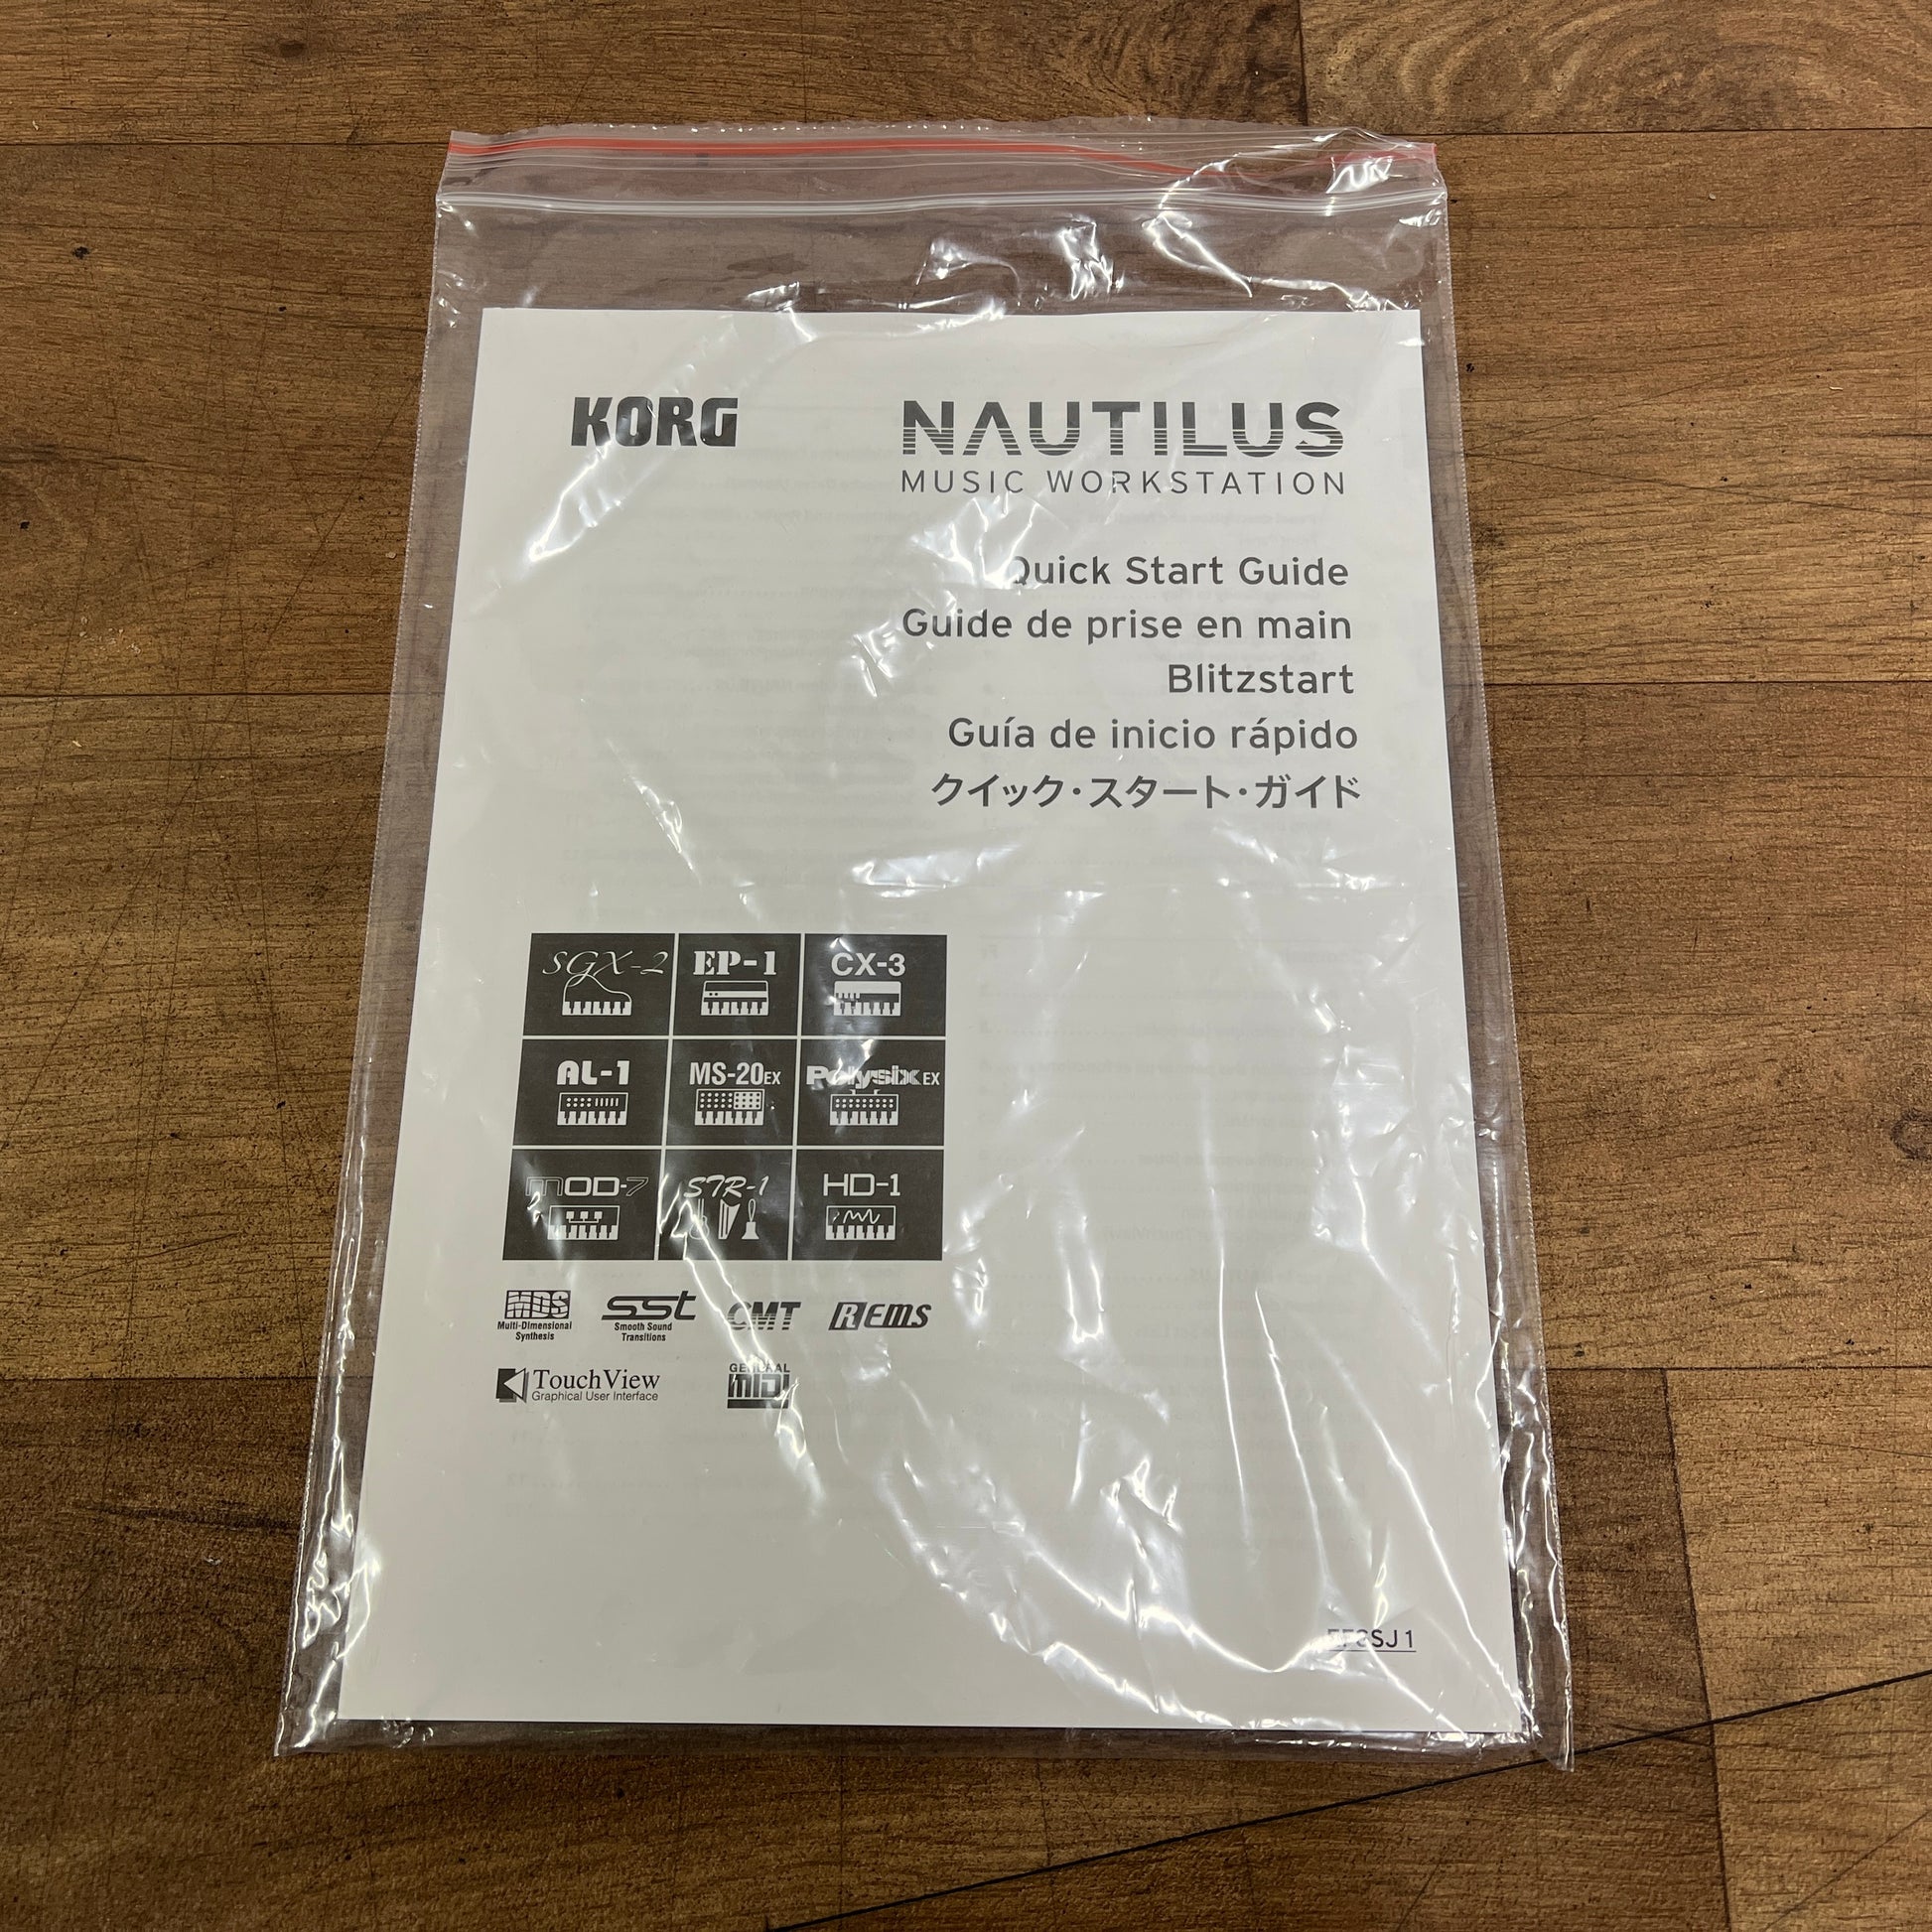 KORG
NAUTILUS
MUSIC WORKSTATION
Quick Start Guide
Guide de prise en main
Blitzstart
Guía de inicio rápido
クイック・スタート・ガイド
SGX-2 EP-1 CX-3
AL-1 MS-20EX PolysixEX
MOD-7 STR-1 HD-1
MDS
Multi-Dimensional
Synthesis
SST
Smooth Sound
Transitions
CMT
REMS
TouchView
Graphical User Interface
GENERAL
MIDI